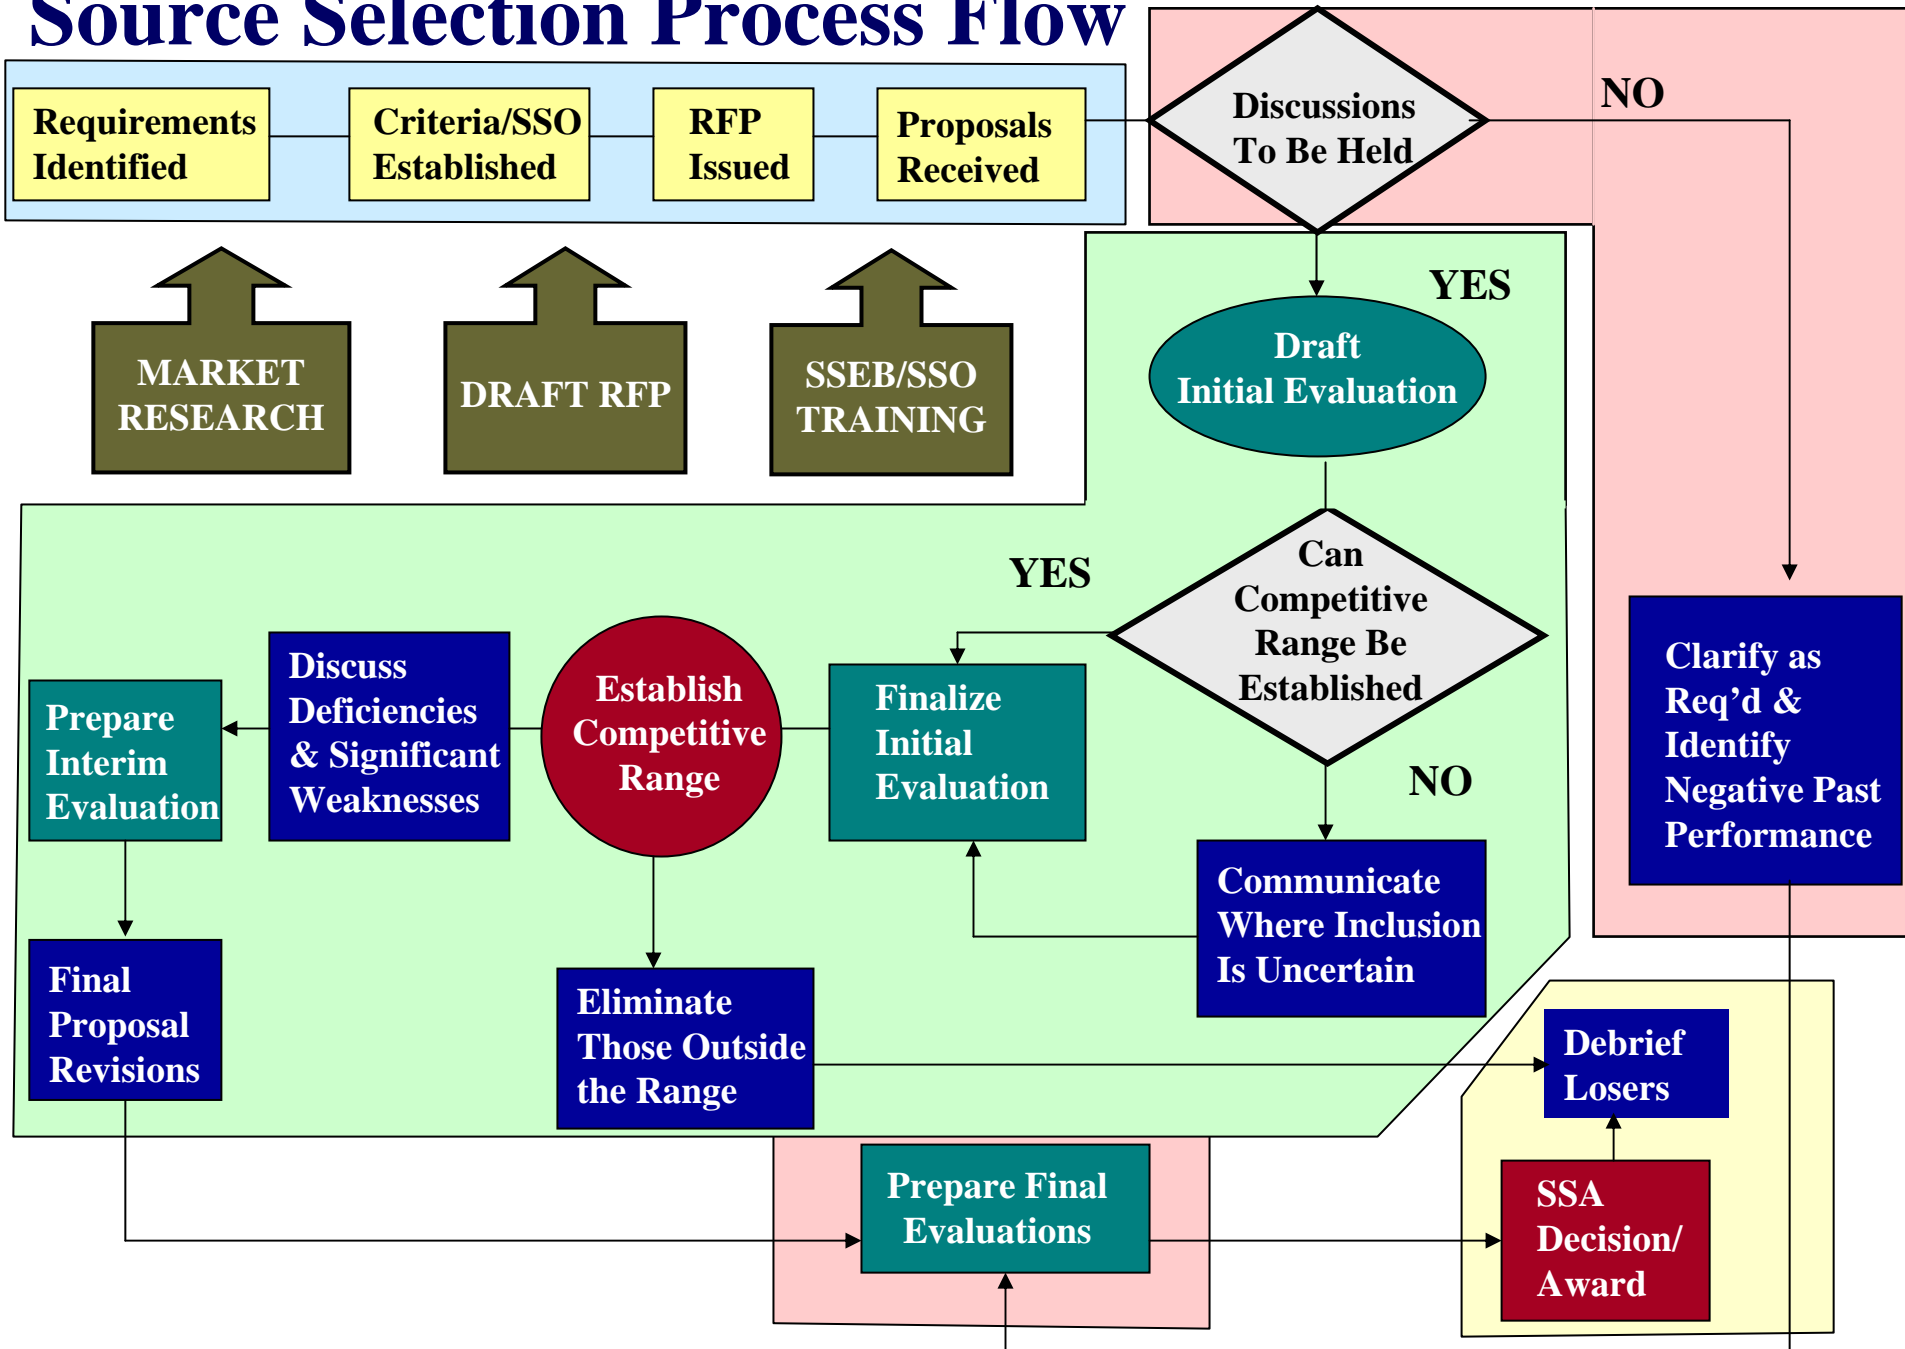 Source Selection Process Flow
Requirements
Identified
Criteria/SSO
Established
RFP
Issued
Proposals
Received
Discussions
To Be Held
NO
MARKET
RESEARCH
DRAFT RFP
SSEB/SSO
TRAINING
YES
Draft
Initial Evaluation
Can
Competitive
Range Be
Established
YES
NO
Clarify as
Req’d &
Identify
Negative Past
Performance
Finalize
Initial
Evaluation
Establish
Competitive
Range
Discuss
Deficiencies
& Significant
Weaknesses
Prepare
Interim
Evaluation
Communicate
Where Inclusion
Is Uncertain
Final
Proposal
Revisions
Eliminate
Those Outside
the Range
Debrief
Losers
Prepare Final
Evaluations
SSA
Decision/
Award